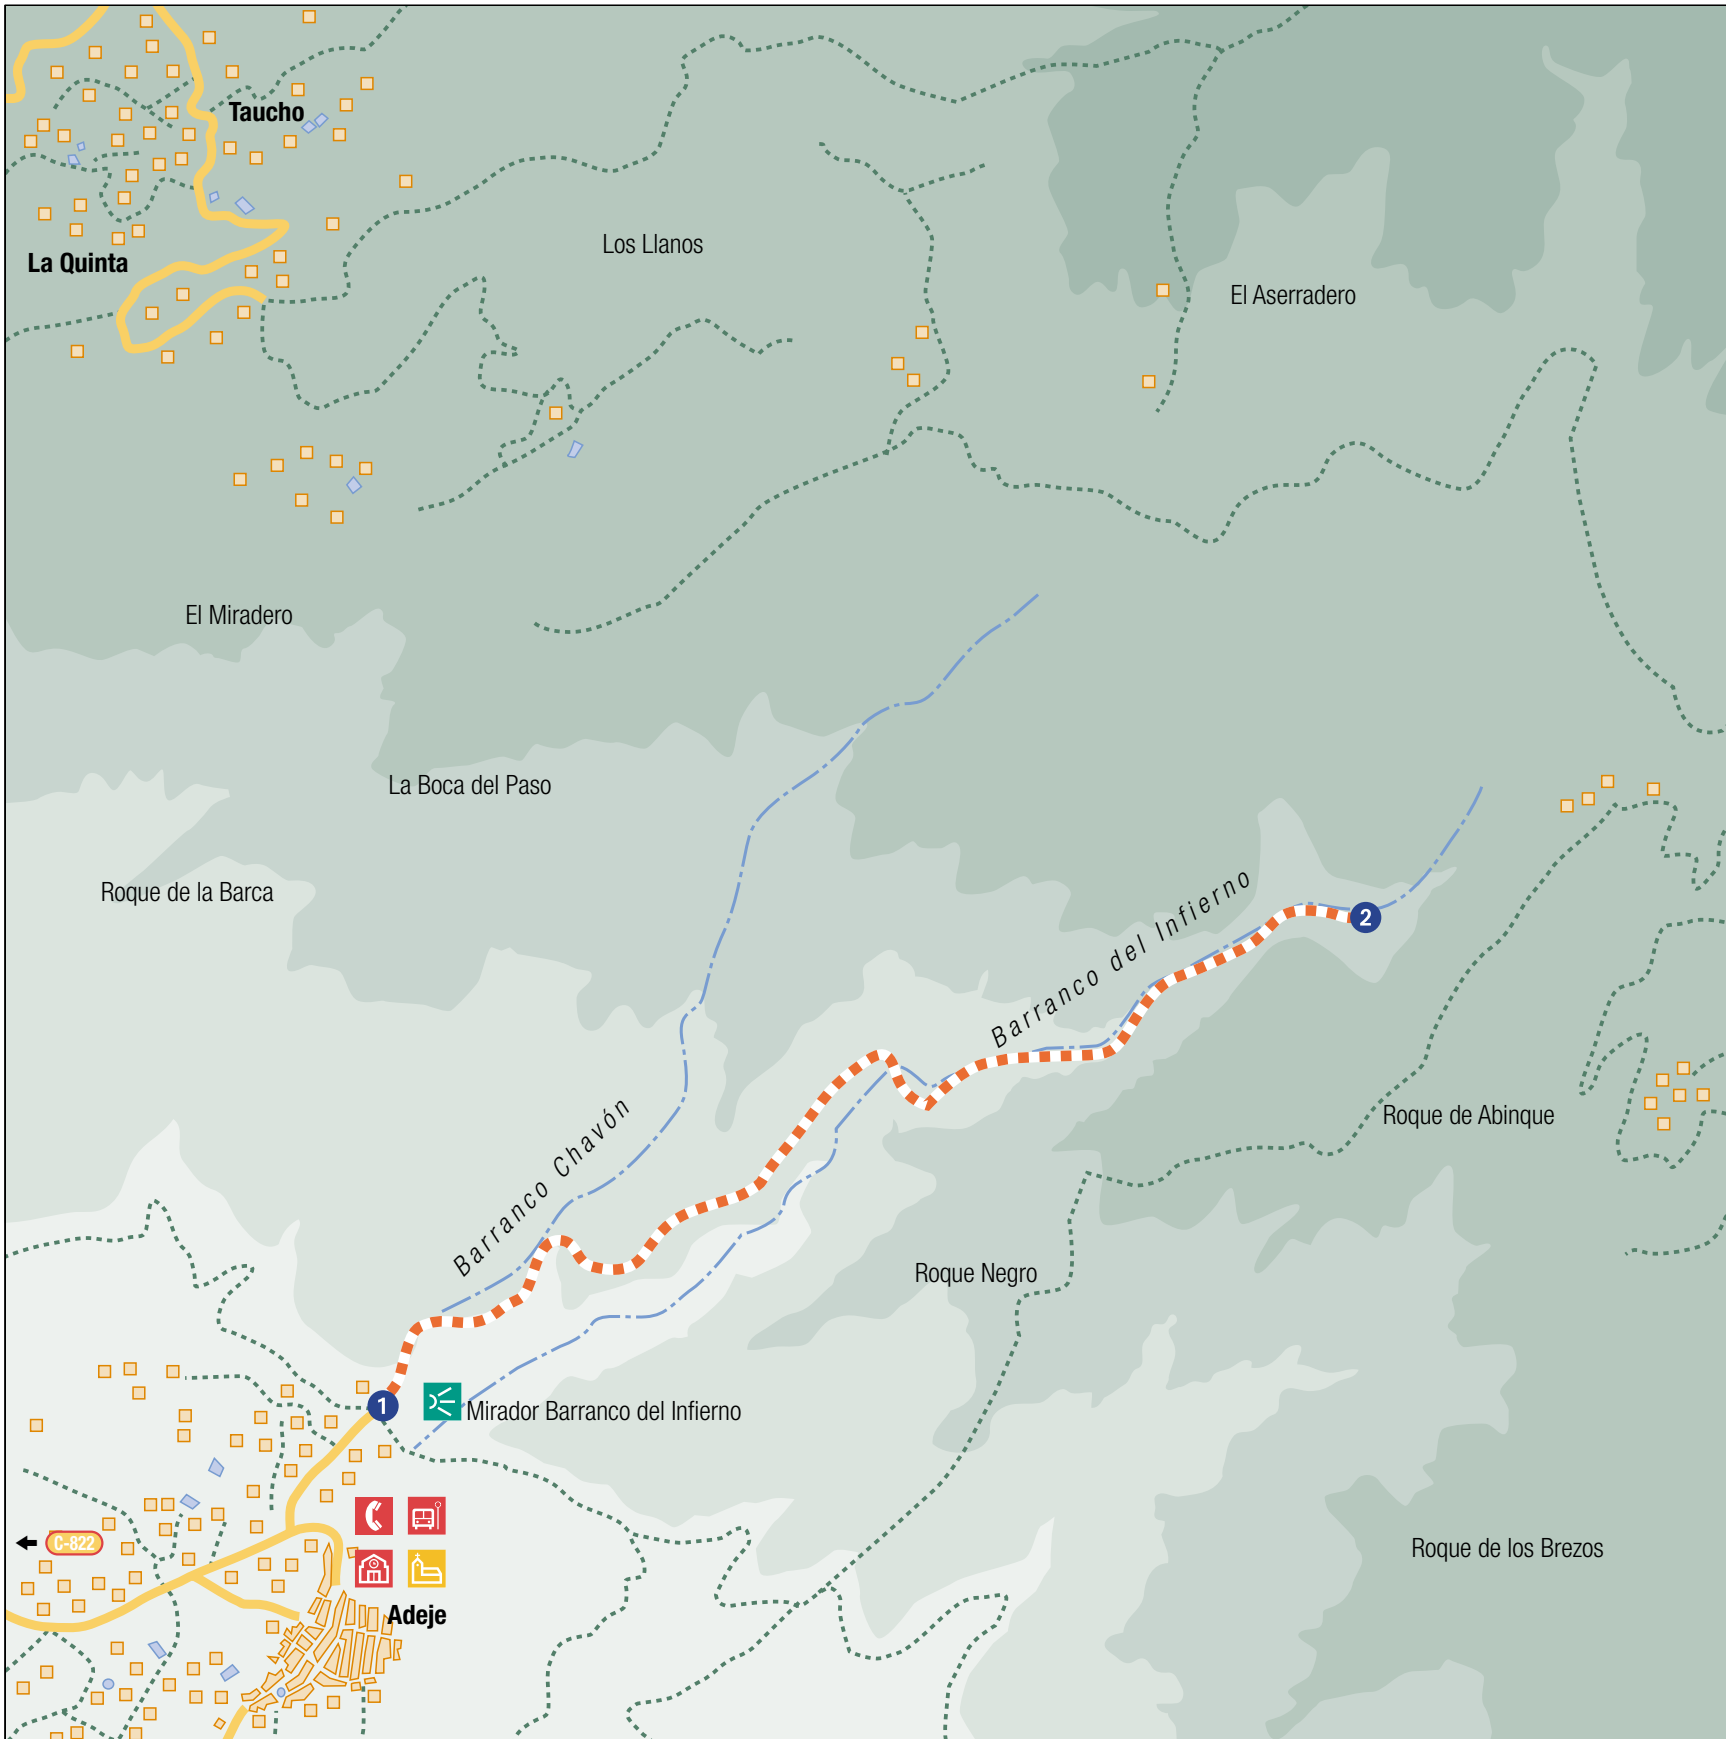 Taucho
La Quinta
Los Llanos
El Aserradero
El Miradero
La Boca del Paso
Roque de la Barca
Barranco del Infierno
2
Barranco Chavón
Roque de Abinque
Roque Negro
1
Mirador Barranco del Infierno
C-822
Roque de los Brezos
Adeje